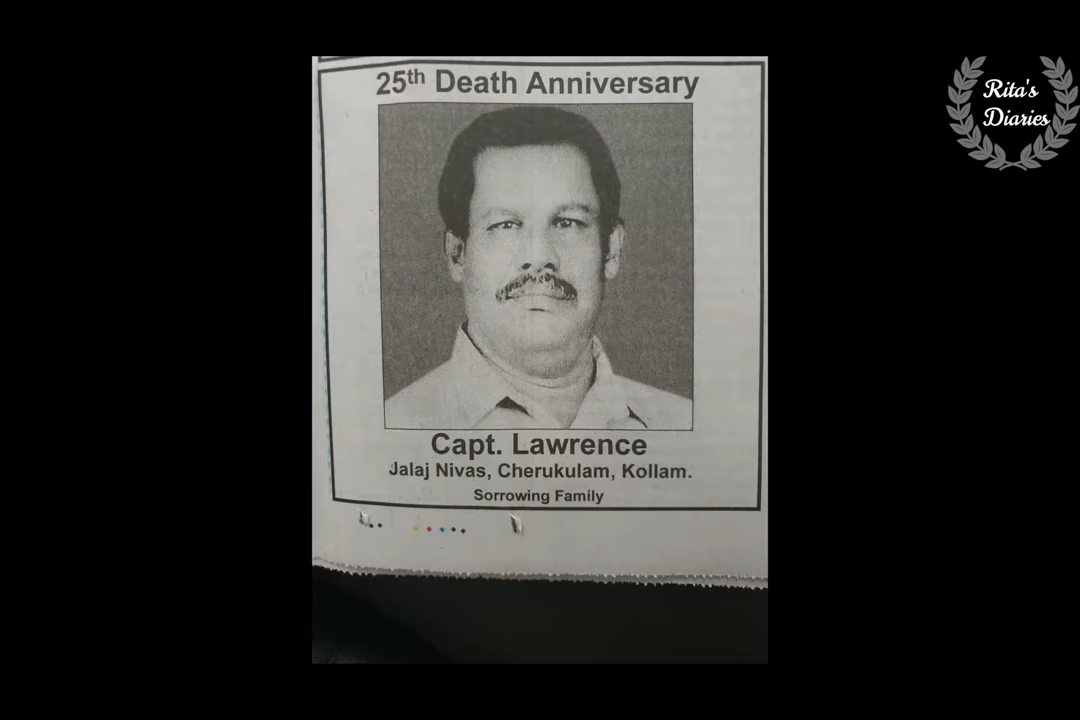 25th Death Anniversary
Capt. Lawrence
Jalaj Nivas, Cherukulam, Kollam.
Sorrowing Family
Rita's
Diaries